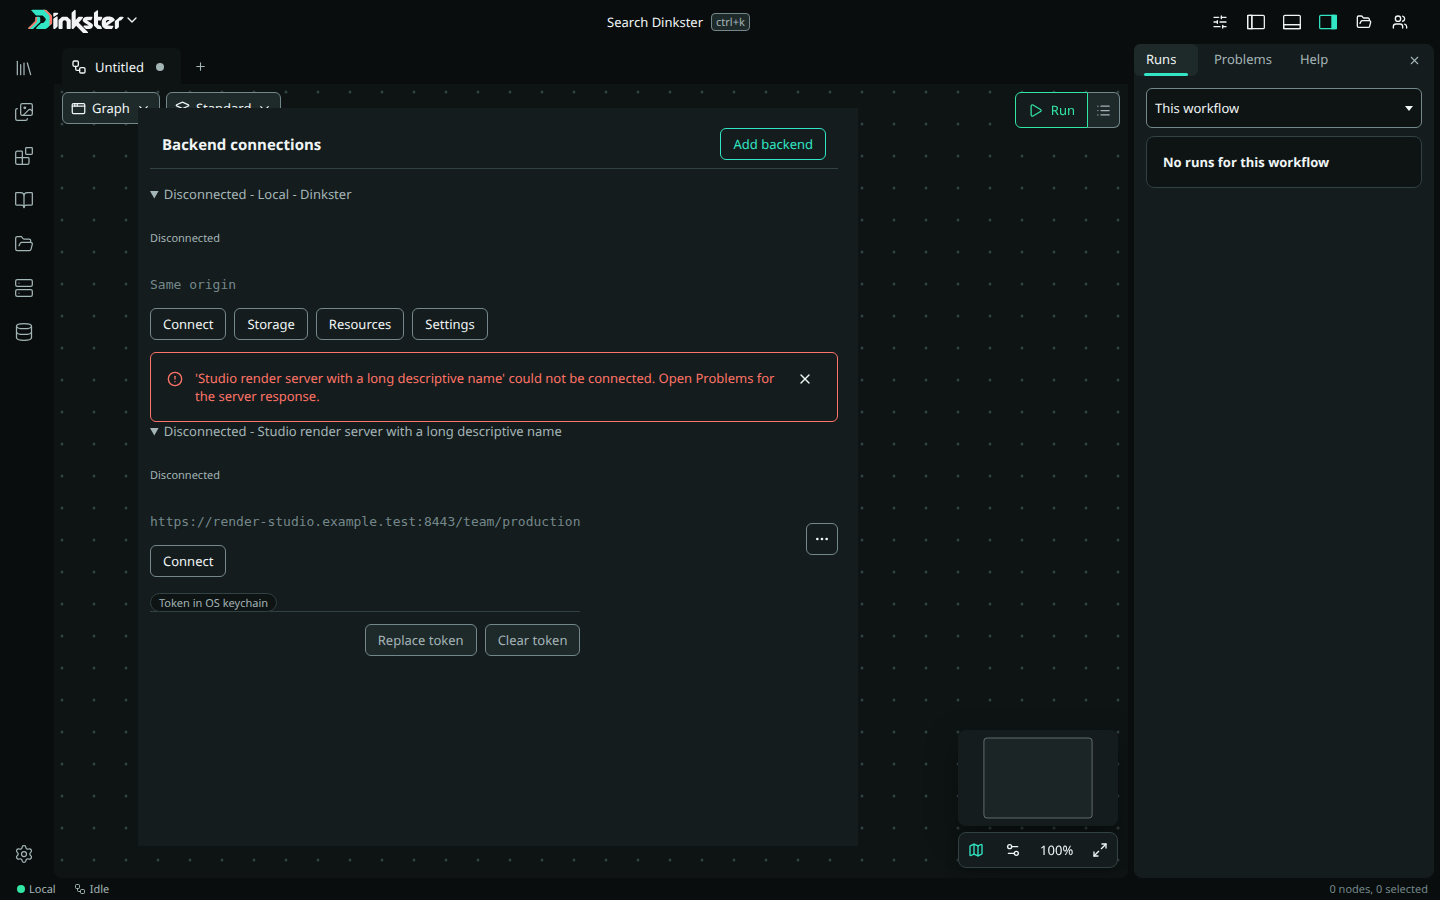 Dinkster
Search Dinkster ctrl+k
Untitled
Graph
Standard
Run
Backend connections
Add backend
Disconnected - Local - Dinkster
Disconnected
Same origin
Connect
Storage
Resources
Settings
'Studio render server with a long descriptive name' could not be connected. Open Problems for
the server response.
Disconnected - Studio render server with a long descriptive name
Disconnected
https://render-studio.example.test:8443/team/production
Connect
Token in OS keychain
Replace token
Clear token
100%
Runs
Problems
Help
This workflow
No runs for this workflow
Local
Idle
0 nodes, 0 selected